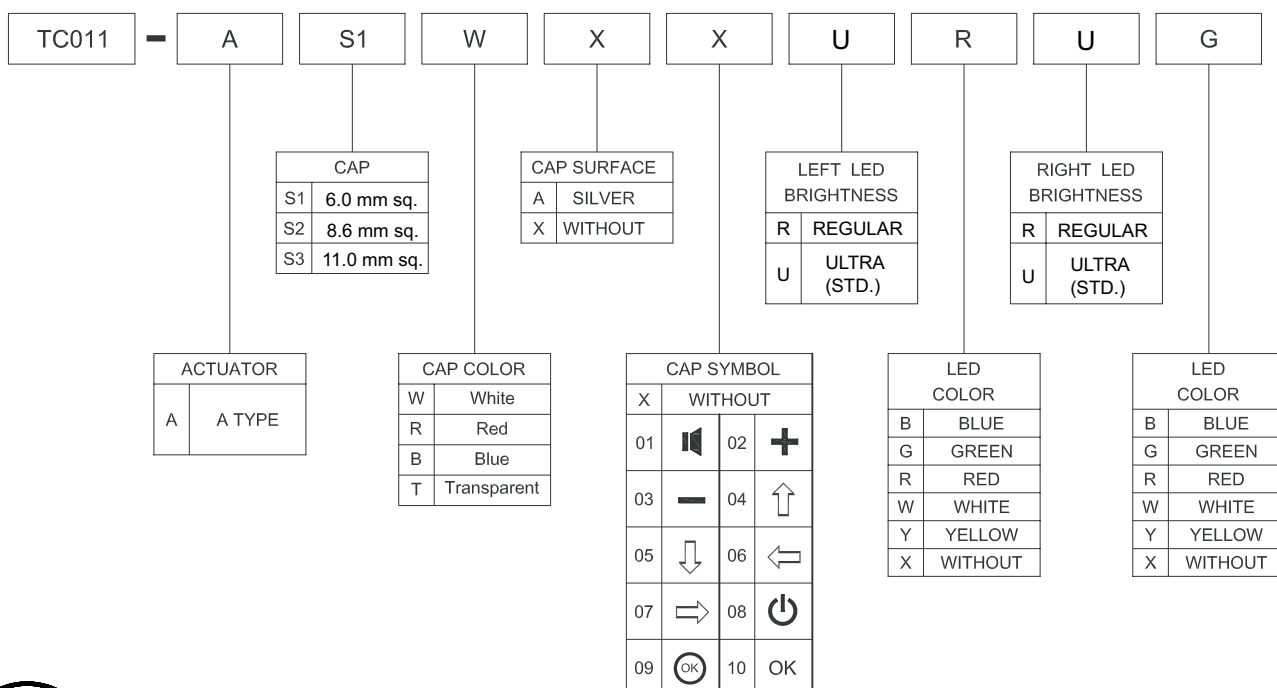 TC011 - A S1 W X X U R U G
CAP
S1 6.0 mm sq.
S2 8.6 mm sq.
S3 11.0 mm sq.
CAP SURFACE
A SILVER
X WITHOUT
LEFT LED
BRIGHTNESS
R REGULAR
U ULTRA
(STD.)
RIGHT LED
BRIGHTNESS
R REGULAR
U ULTRA
(STD.)
ACTUATOR
A A TYPE
CAP COLOR
W White
R Red
B Blue
T Transparent
CAP SYMBOL
X WITHOUT
01 02
03 04
05 06
07 08
09 OK 10 OK
LED
COLOR
B BLUE
G GREEN
R RED
W WHITE
Y YELLOW
X WITHOUT
LED
COLOR
B BLUE
G GREEN
R RED
W WHITE
Y YELLOW
X WITHOUT